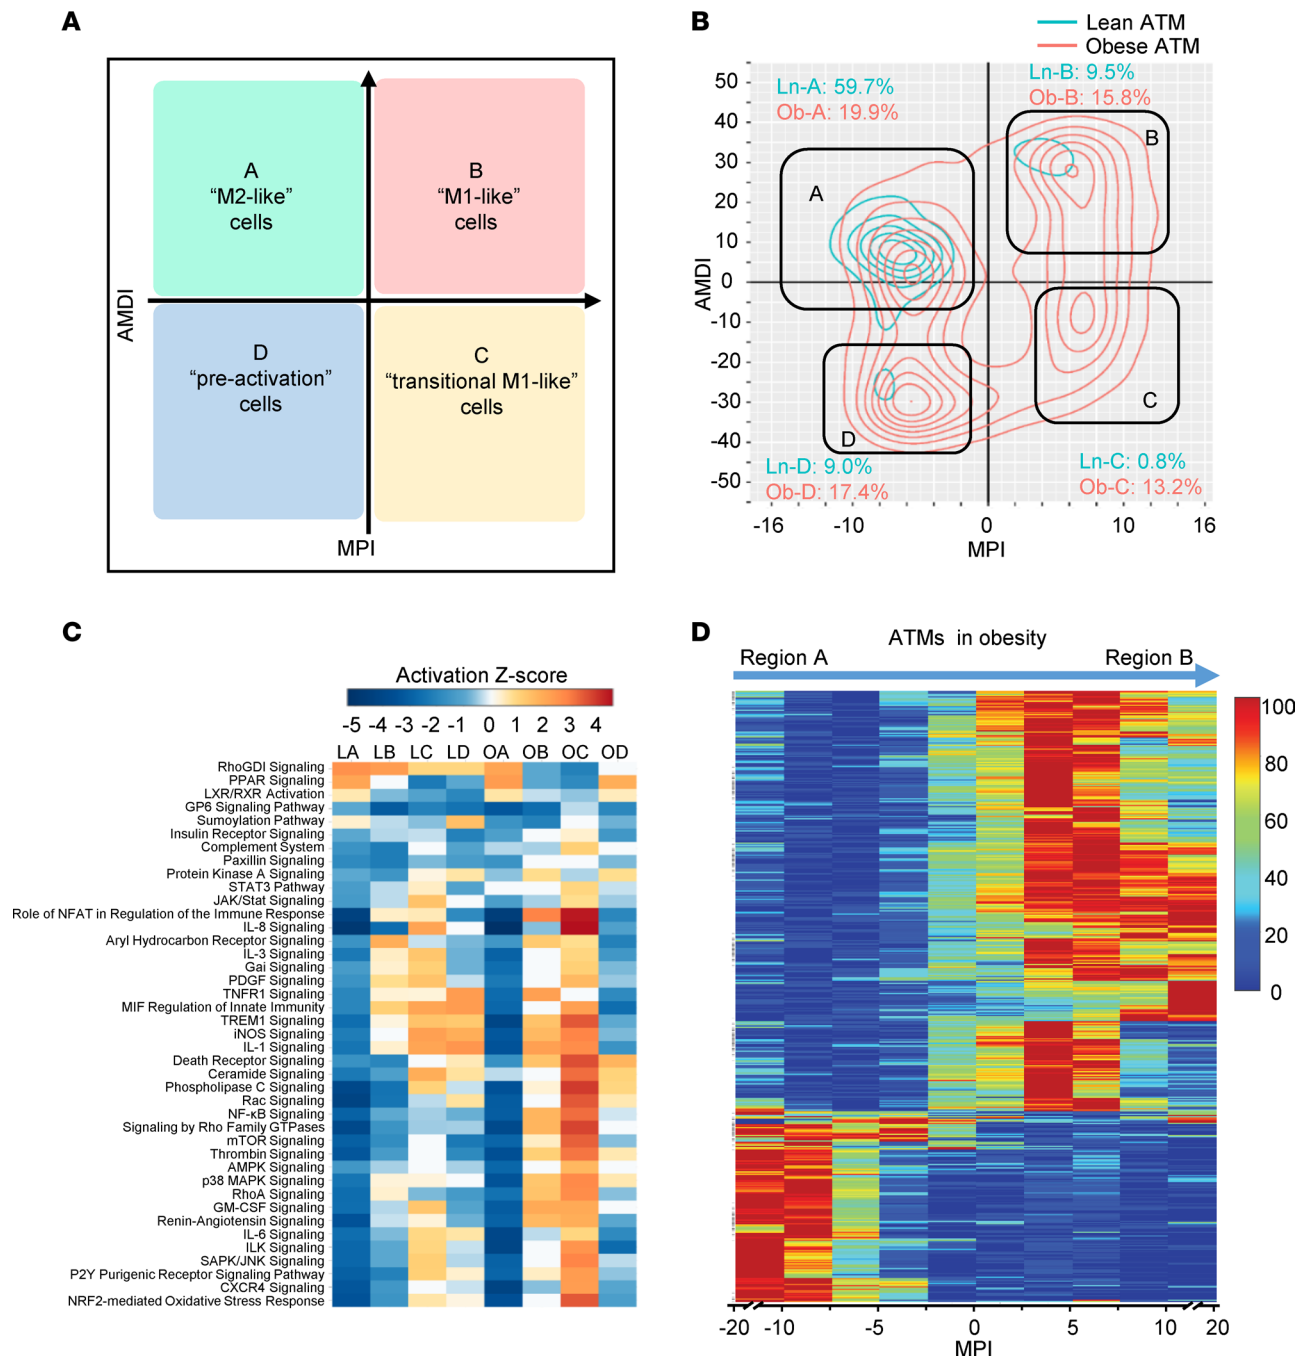 A
A
"M2-like"
cells
B
"M1-like"
cells
D
"pre-activation"
cells
C
"transitional M1-like"
cells
AMDI
MPI
B
Lean ATM
Obese ATM
Ln-A: 59.7%
Ob-A: 19.9%
Ln-B: 9.5%
Ob-B: 15.8%
A
B
C
D
Ln-D: 9.0%
Ob-D: 17.4%
Ln-C: 0.8%
Ob-C: 13.2%
50
40
30
20
10
0
-10
-20
-30
-40
-50
AMDI
-16 -10 0 10 16
MPI
C
Activation Z-score
-5 -4 -3 -2 -1 0 1 2 3 4
LA LB LC LD OA OB OC OD
RhoGDI Signaling
PPAR Signaling
LXR/RXR Activation
GP6 Signaling Pathway
Sumoylation Pathway
Insulin Receptor Signaling
Complement System
Paxillin Signaling
Protein Kinase A Signaling
STAT3 Pathway
JAK/Stat Signaling
Role of NFAT in Regulation of the Immune Response
IL-8 Signaling
Aryl Hydrocarbon Receptor Signaling
IL-3 Signaling
Gai Signaling
PDGF Signaling
TNFR1 Signaling
MIF Regulation of Innate Immunity
TREM1 Signaling
iNOS Signaling
IL-1 Signaling
Death Receptor Signaling
Ceramide Signaling
Phospholipase C Signaling
Rac Signaling
NF-κB Signaling
Signaling by Rho Family GTPases
mTOR Signaling
Thrombin Signaling
AMPK Signaling
p38 MAPK Signaling
RhoA Signaling
GM-CSF Signaling
Renin-Angiotensin Signaling
IL-6 Signaling
ILK Signaling
SAPK/JNK Signaling
P2Y Purigenic Receptor Signaling Pathway
CXCR4 Signaling
NRF2-mediated Oxidative Stress Response
D
ATMs in obesity
Region A Region B
100
80
60
40
20
0
-20 -10 -5 0 5 10 20
MPI